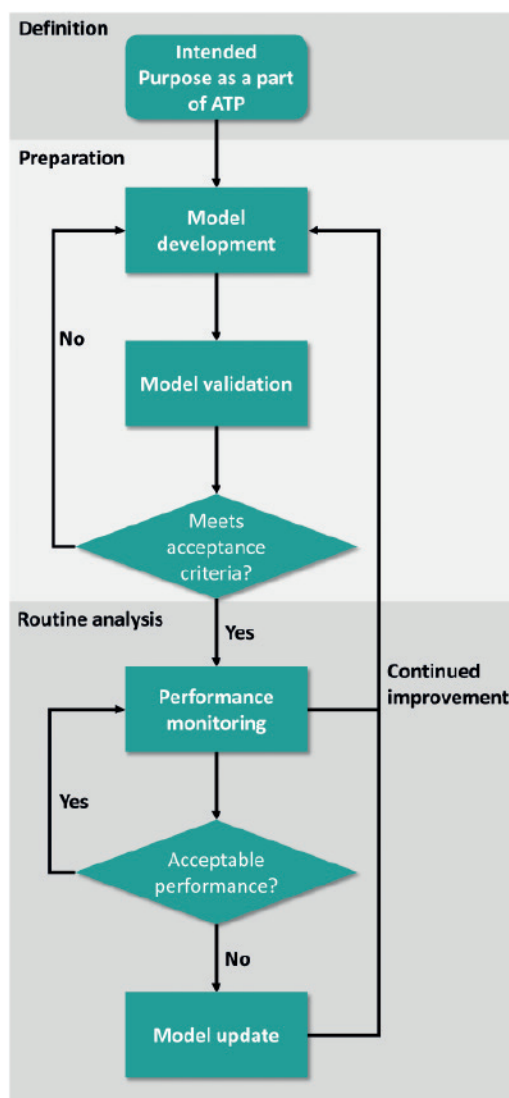 Definition
Intended
Purpose as a part
of ATP
Preparation
Model
development
No
Model validation
Meets
acceptance
criteria?
Routine analysis
Yes
Continued
improvement
Performance
monitoring
Yes
Acceptable
performance?
No
Model update